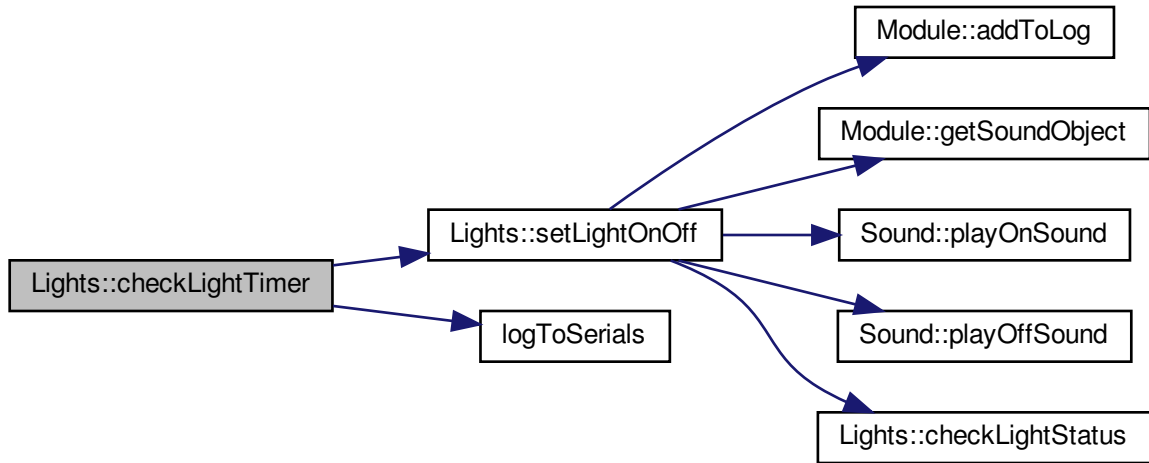 Module::addToLog
Module::getSoundObject
Lights::setLightOnOff
Sound::playOnSound
Lights::checkLightTimer
logToSerials
Sound::playOffSound
Lights::checkLightStatus